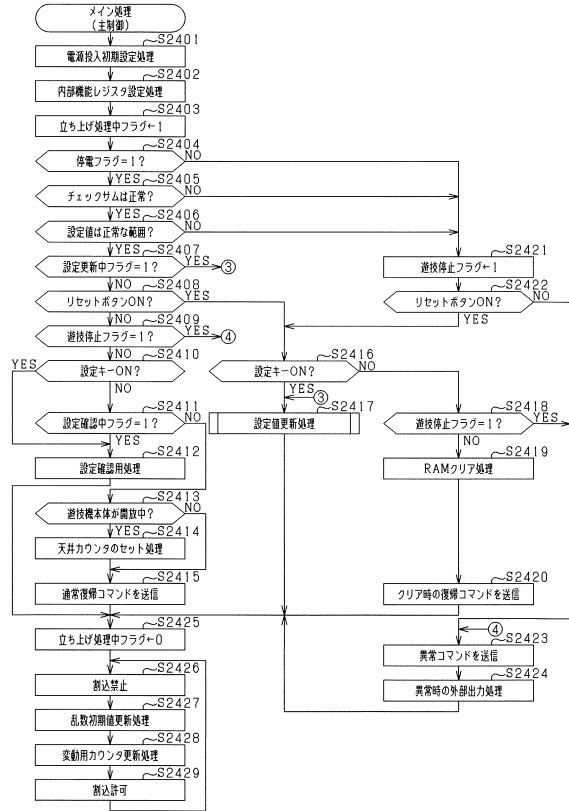 メイン処理
(主制御)
S2401
電源投入初期設定処理
S2402
内部機能レジスタ設定処理
S2403
立ち上げ処理中フラグ←1
S2404
停電フラグ=1?
NO
YES
S2405
チェックサムは正常?
NO
YES
S2406
設定値は正常な範囲?
NO
YES
S2407
設定更新中フラグ=1?
YES
③
NO
S2408
リセットボタンON?
YES
NO
S2409
遊技停止フラグ=1?
YES
④
NO
S2410
YES
設定キーON?
NO
S2411
設定確認中フラグ=1?
NO
YES
S2412
設定確認用処理
S2413
遊技機本体が開放中?
NO
YES
S2414
天井カウンタのセット処理
S2415
通常復帰コマンドを送信
S2425
立ち上げ処理中フラグ←0
S2426
割込禁止
S2427
乱数初期値更新処理
S2428
変動用カウンタ更新処理
S2429
割込許可
S2416
設定キーON?
NO
YES
③
S2417
設定値更新処理
S2421
遊技停止フラグ←1
S2422
リセットボタンON?
NO
YES
S2418
遊技停止フラグ=1?
YES
NO
S2419
RAMクリア処理
S2420
クリア時の復帰コマンドを送信
④
S2423
異常コマンドを送信
S2424
異常時の外部出力処理